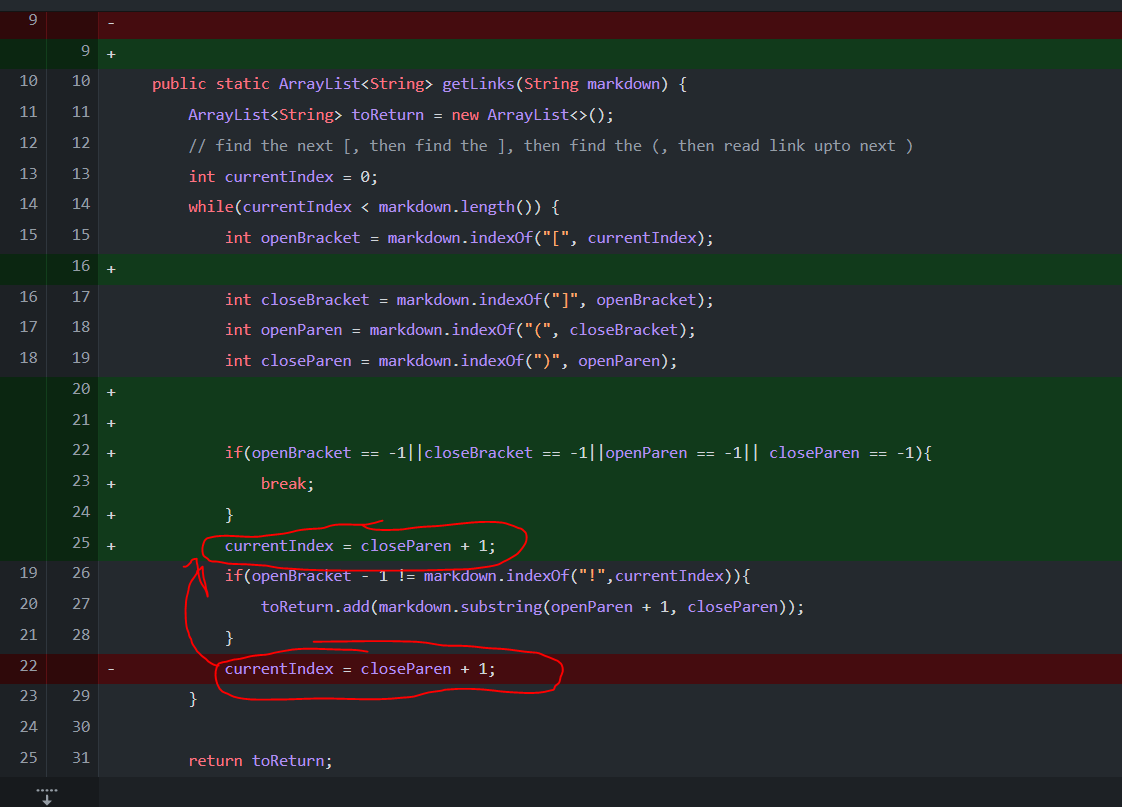 9 -
9 +
10 10 public static ArrayList<String> getLinks(String markdown) {
11 11 ArrayList<String> toReturn = new ArrayList<>();
12 12 // find the next [, then find the ], then find the (, then read link upto next )
13 13 int currentIndex = 0;
14 14 while(currentIndex < markdown.length()) {
15 15 int openBracket = markdown.indexOf("[", currentIndex);
16 +
16 17 int closeBracket = markdown.indexOf("]", openBracket);
17 18 int openParen = markdown.indexOf("(", closeBracket);
18 19 int closeParen = markdown.indexOf(")", openParen);
20 +
21 +
22 + if(openBracket == -1||closeBracket == -1||openParen == -1|| closeParen == -1){
23 + break;
24 + }
25 + currentIndex = closeParen + 1;
19 26 if(openBracket - 1 != markdown.indexOf("!",currentIndex)){
20 27 toReturn.add(markdown.substring(openParen + 1, closeParen));
21 28 }
22 - currentIndex = closeParen + 1;
23 29 }
24 30
25 31 return toReturn;